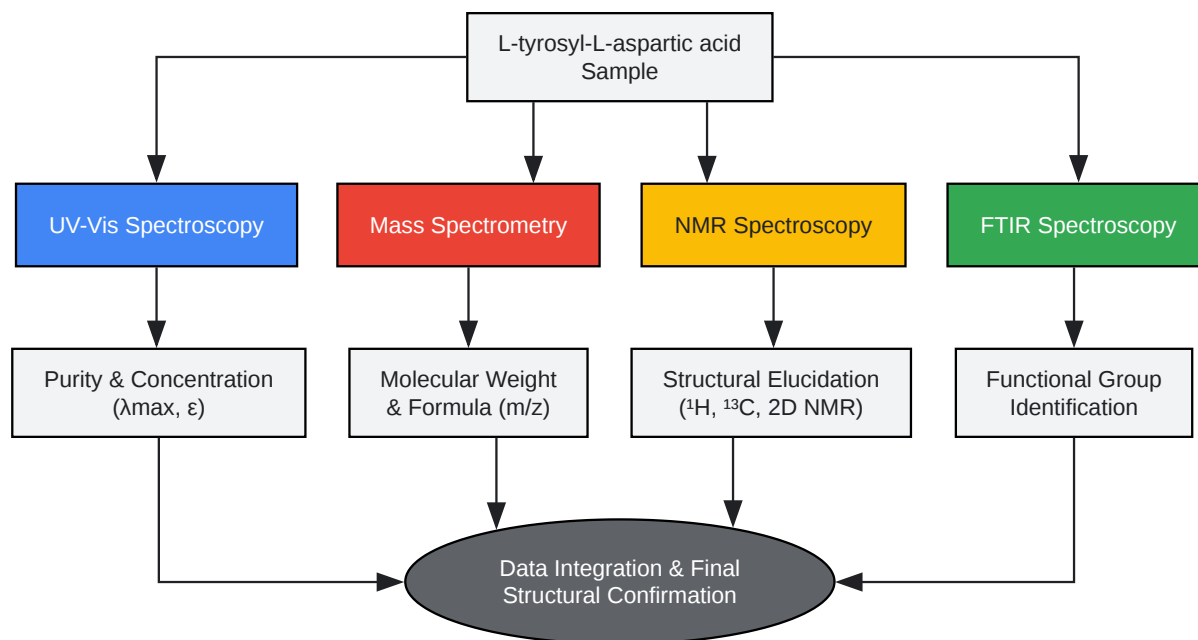 L-tyrosyl-L-aspartic acid
Sample
UV-Vis Spectroscopy
Mass Spectrometry
NMR Spectroscopy
FTIR Spectroscopy
Purity & Concentration
(λmax, ε)
Molecular Weight
& Formula (m/z)
Structural Elucidation
(¹H, ¹³C, 2D NMR)
Functional Group
Identification
Data Integration & Final
Structural Confirmation